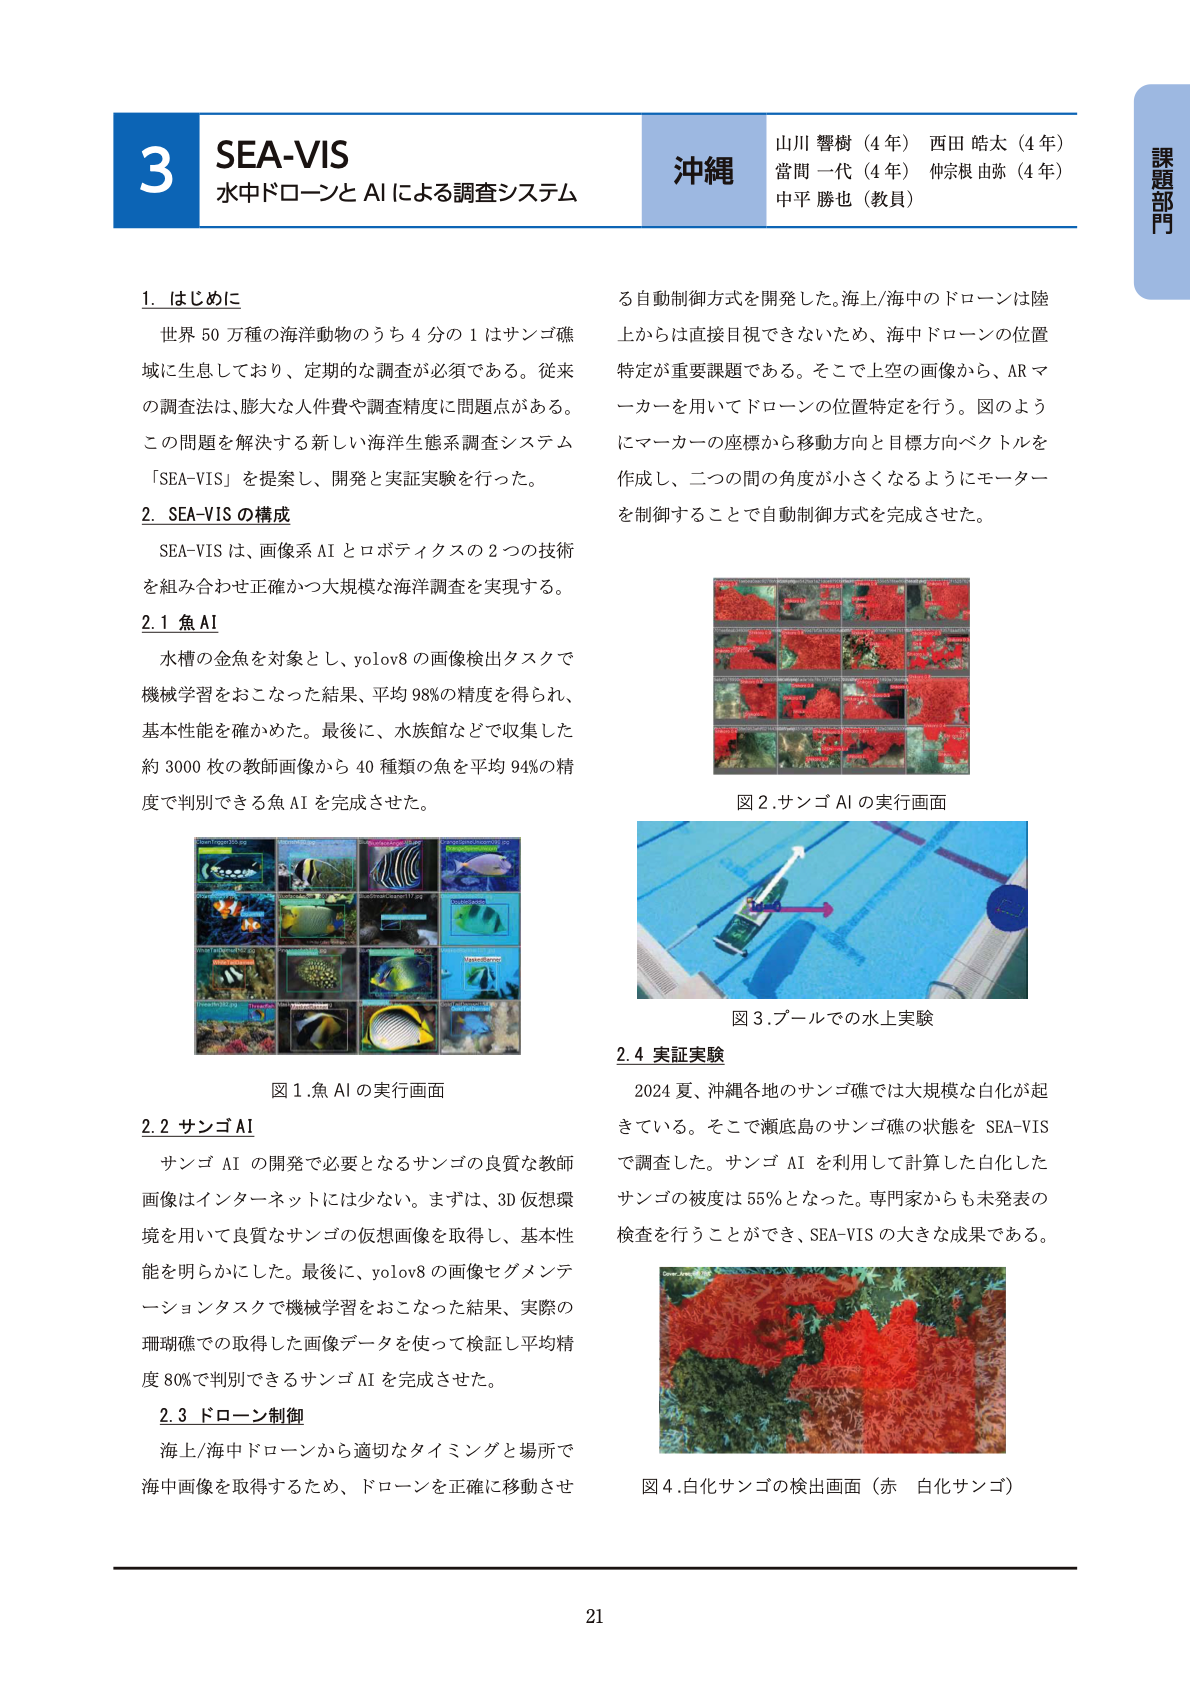 3
SEA-VIS
水中ドローンと AI による調査システム
沖縄
山川 響樹（4 年） 西田 皓太（4 年）
當間 一代（4 年） 仲宗根 由弥（4 年）
中平 勝也（教員）
課題部門
1. はじめに
世界 50 万種の海洋動物のうち 4 分の 1 はサンゴ礁
域に生息しており、定期的な調査が必須である。従来
の調査法は、膨大な人件費や調査精度に問題点がある。
この問題を解決する新しい海洋生態系調査システム
「SEA-VIS」を提案し、開発と実証実験を行った。
2. SEA-VIS の構成
SEA-VIS は、画像系 AI とロボティクスの 2 つの技術
を組み合わせ正確かつ大規模な海洋調査を実現する。
2.1 魚 AI
水槽の金魚を対象とし、yolov8 の画像検出タスクで
機械学習をおこなった結果、平均 98%の精度を得られ、
基本性能を確かめた。最後に、水族館などで収集した
約 3000 枚の教師画像から 40 種類の魚を平均 94%の精
度で判別できる魚 AI を完成させた。
図１.魚 AI の実行画面
2.2 サンゴ AI
サンゴ AI の開発で必要となるサンゴの良質な教師
画像はインターネットには少ない。まずは、3D 仮想環
境を用いて良質なサンゴの仮想画像を取得し、基本性
能を明らかにした。最後に、yolov8 の画像セグメンテ
ーションタスクで機械学習をおこなった結果、実際の
珊瑚礁での取得した画像データを使って検証し平均精
度 80%で判別できるサンゴ AI を完成させた。
2.3 ドローン制御
海上/海中ドローンから適切なタイミングと場所で
海中画像を取得するため、ドローンを正確に移動させ
る自動制御方式を開発した。海上/海中のドローンは陸
上からは直接目視できないため、海中ドローンの位置
特定が重要課題である。そこで上空の画像から、AR マ
ーカーを用いてドローンの位置特定を行う。図のよう
にマーカーの座標から移動方向と目標方向ベクトルを
作成し、二つの間の角度が小さくなるようにモーター
を制御することで自動制御方式を完成させた。
図２.サンゴ AI の実行画面
図３.プールでの水上実験
2.4 実証実験
2024 夏、沖縄各地のサンゴ礁では大規模な白化が起
きている。そこで瀬底島のサンゴ礁の状態を SEA-VIS
で調査した。サンゴ AI を利用して計算した白化した
サンゴの被度は 55%となった。専門家からも未発表の
検査を行うことができ、SEA-VIS の大きな成果である。
図４.白化サンゴの検出画面（赤　白化サンゴ）
21